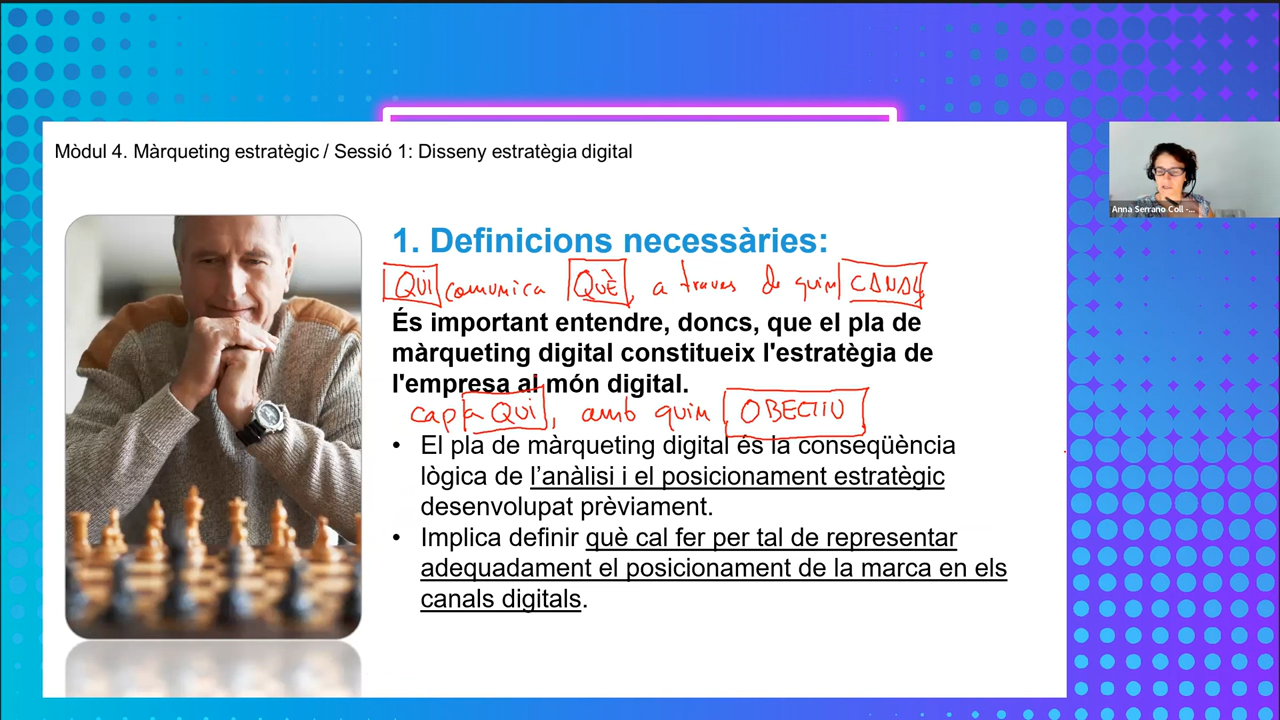 Mòdul 4. Màrqueting estratègic / Sessió 1: Disseny estratègia digital
Anna Serrano Coll -...
1. Definicions necessàries:
QUI comunica QUÈ, a traves de quin CANAL
És important entendre, doncs, que el pla de
màrqueting digital constitueix l'estratègia de
l'empresa al món digital.
cap a QUI, amb quin OBECTIU
• El pla de màrqueting digital és la conseqüència
lògica de l’anàlisi i el posicionament estratègic
desenvolupat prèviament.
• Implica definir què cal fer per tal de representar
adequadament el posicionament de la marca en els
canals digitals.